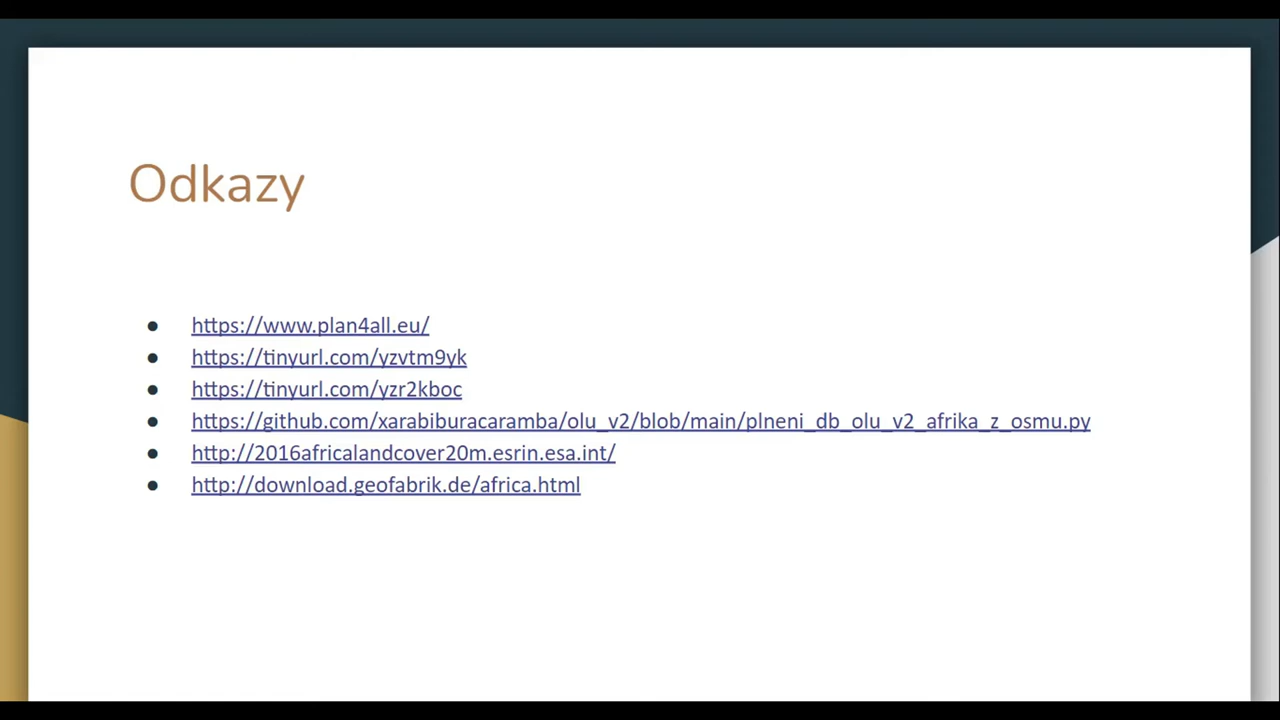 Odkazy
https://www.plan4all.eu/
https://tinyurl.com/yzvtm9yk
https://tinyurl.com/yzr2kboc
https://github.com/xarabiburacaramba/olu_v2/blob/main/plneni_db_olu_v2_afrika_z_osmu.py
http://2016africalandcover20m.esrin.esa.int/
http://download.geofabrik.de/africa.html